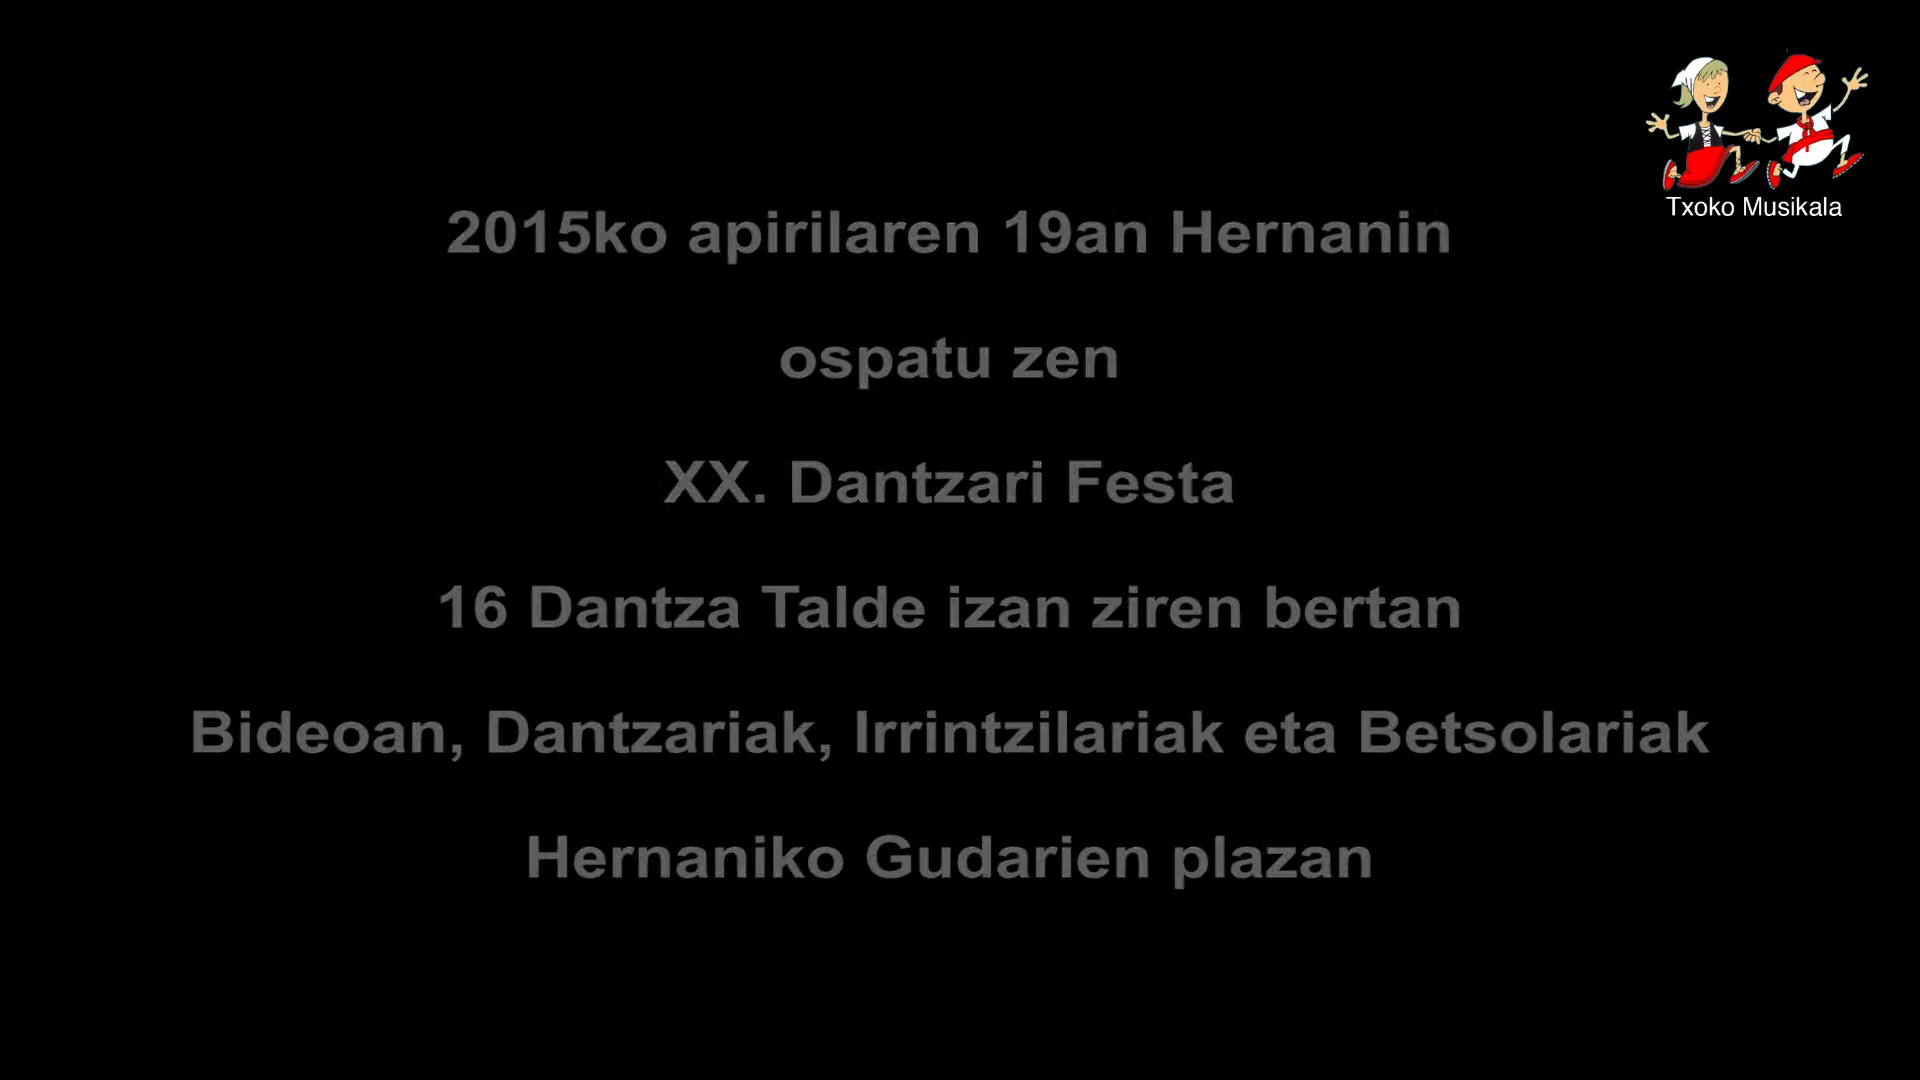 Txoko Musikala
2015ko apirilaren 19an Hernanin
ospatu zen
XX. Dantzari Festa
16 Dantza Talde izan ziren bertan
Bideoan, Dantzariak, Irrintzilariak eta Betsolariak
Hernaniko Gudarien plazan